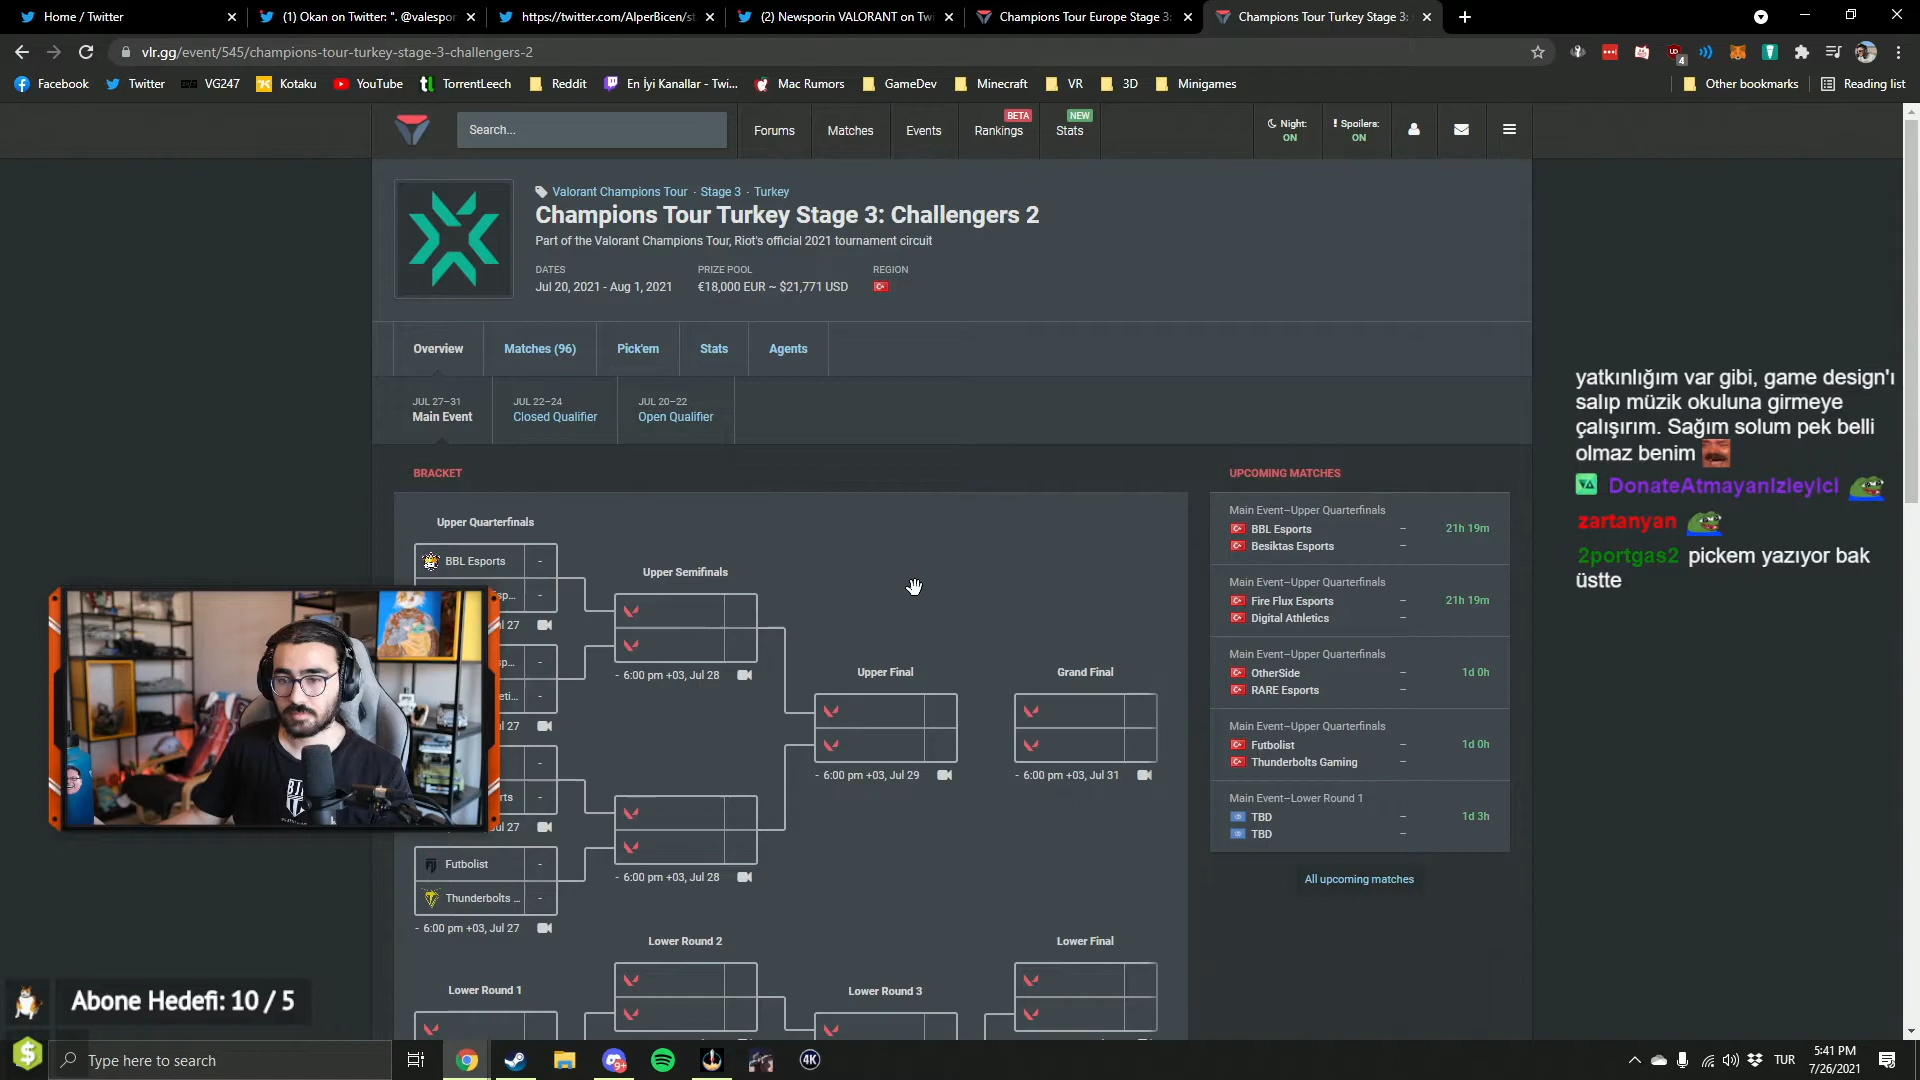 Home / Twitter
(1) Okan on Twitter: ". @valespor
https://twitter.com/AlperBicen/st
(2) Newsporin VALORANT on Twi
Champions Tour Europe Stage 3:
Champions Tour Turkey Stage 3:
vlr.gg/event/545/champions-tour-turkey-stage-3-challengers-2
4
Facebook
Twitter
VG247
Kotaku
YouTube
TorrentLeech
Reddit
En İyi Kanallar - Twi...
Mac Rumors
GameDev
Minecraft
VR
3D
Minigames
Other bookmarks
Reading list
Search...
Forums
Matches
Events
BETA
Rankings
NEW
Stats
Night:
ON
! Spoilers:
ON
Valorant Champions Tour · Stage 3 · Turkey
Champions Tour Turkey Stage 3: Challengers 2
Part of the Valorant Champions Tour, Riot's official 2021 tournament circuit
DATES
PRIZE POOL
REGION
Jul 20, 2021 - Aug 1, 2021
€18,000 EUR ~ $21,771 USD
Overview
Matches (96)
Pick'em
Stats
Agents
JUL 27–31
Main Event
JUL 22–24
Closed Qualifier
JUL 20–22
Open Qualifier
BRACKET
Upper Quarterfinals
BBL Esports
-
sp...
-
ul 27
sp...
-
eti...
-
ul 27
-
rts
-
ul 27
Futbolist
-
Thunderbolts ...
-
- 6:00 pm +03, Jul 27
Upper Semifinals
- 6:00 pm +03, Jul 28
- 6:00 pm +03, Jul 28
Upper Final
- 6:00 pm +03, Jul 29
Grand Final
- 6:00 pm +03, Jul 31
Lower Round 1
Lower Round 2
Lower Round 3
Lower Final
UPCOMING MATCHES
Main Event–Upper Quarterfinals
BBL Esports
–
21h 19m
Besiktas Esports
–
Main Event–Upper Quarterfinals
Fire Flux Esports
–
21h 19m
Digital Athletics
–
Main Event–Upper Quarterfinals
OtherSide
–
1d 0h
RARE Esports
–
Main Event–Upper Quarterfinals
Futbolist
–
1d 0h
Thunderbolts Gaming
–
Main Event–Lower Round 1
TBD
–
1d 3h
TBD
–
All upcoming matches
yatkınlığım var gibi, game design'ı
salıp müzik okuluna girmeye
çalışırım. Sağım solum pek belli
olmaz benim
DonateAtmayanIzleyici
zartanyan
2portgas2 pickem yazıyor bak
üstte
Abone Hedefi: 10 / 5
Type here to search
9+
4K
TUR
5:41 PM
7/26/2021